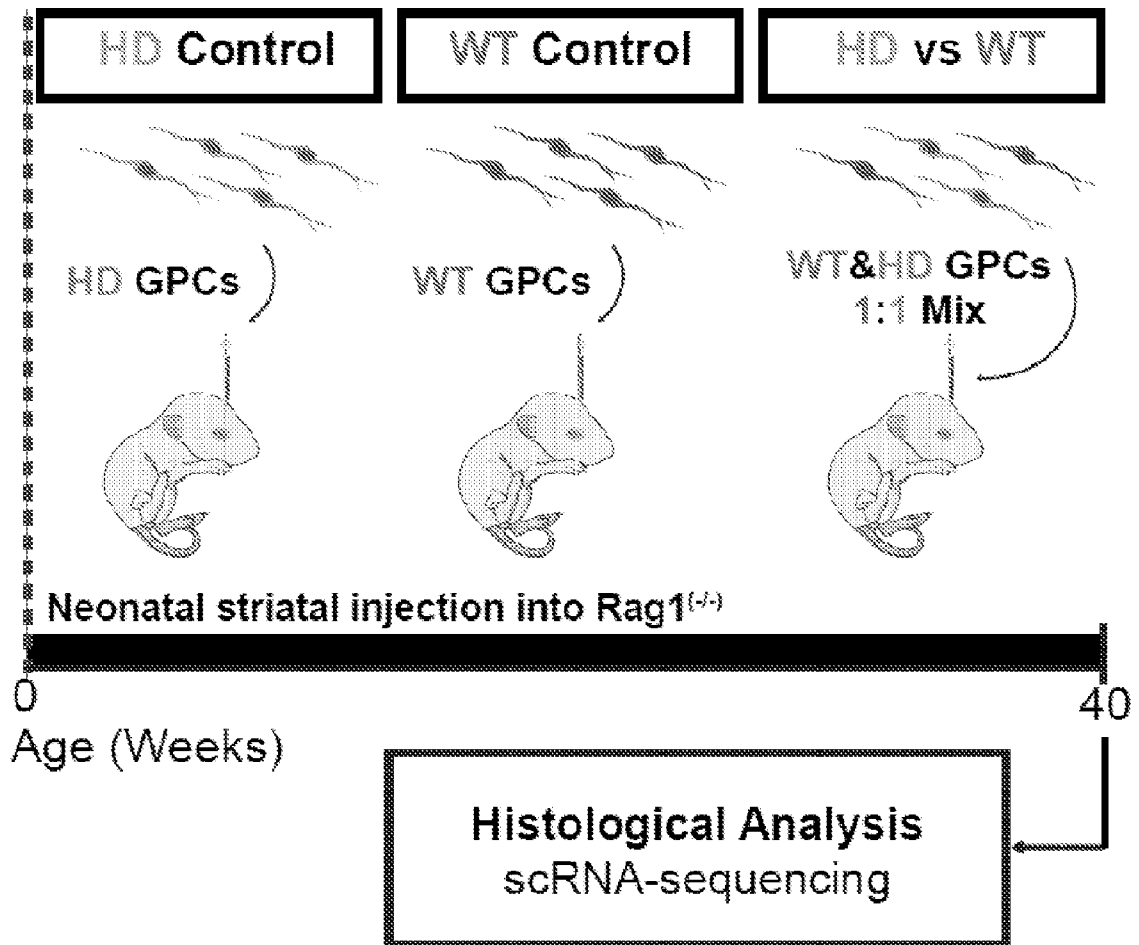 HD Control
WT Control
HD vs WT
HD GPCs
WT GPCs
WT&HD GPCs
1:1 Mix
Neonatal striatal injection into Rag1(-/-)
0
40
Age (Weeks)
Histological Analysis
scRNA-sequencing